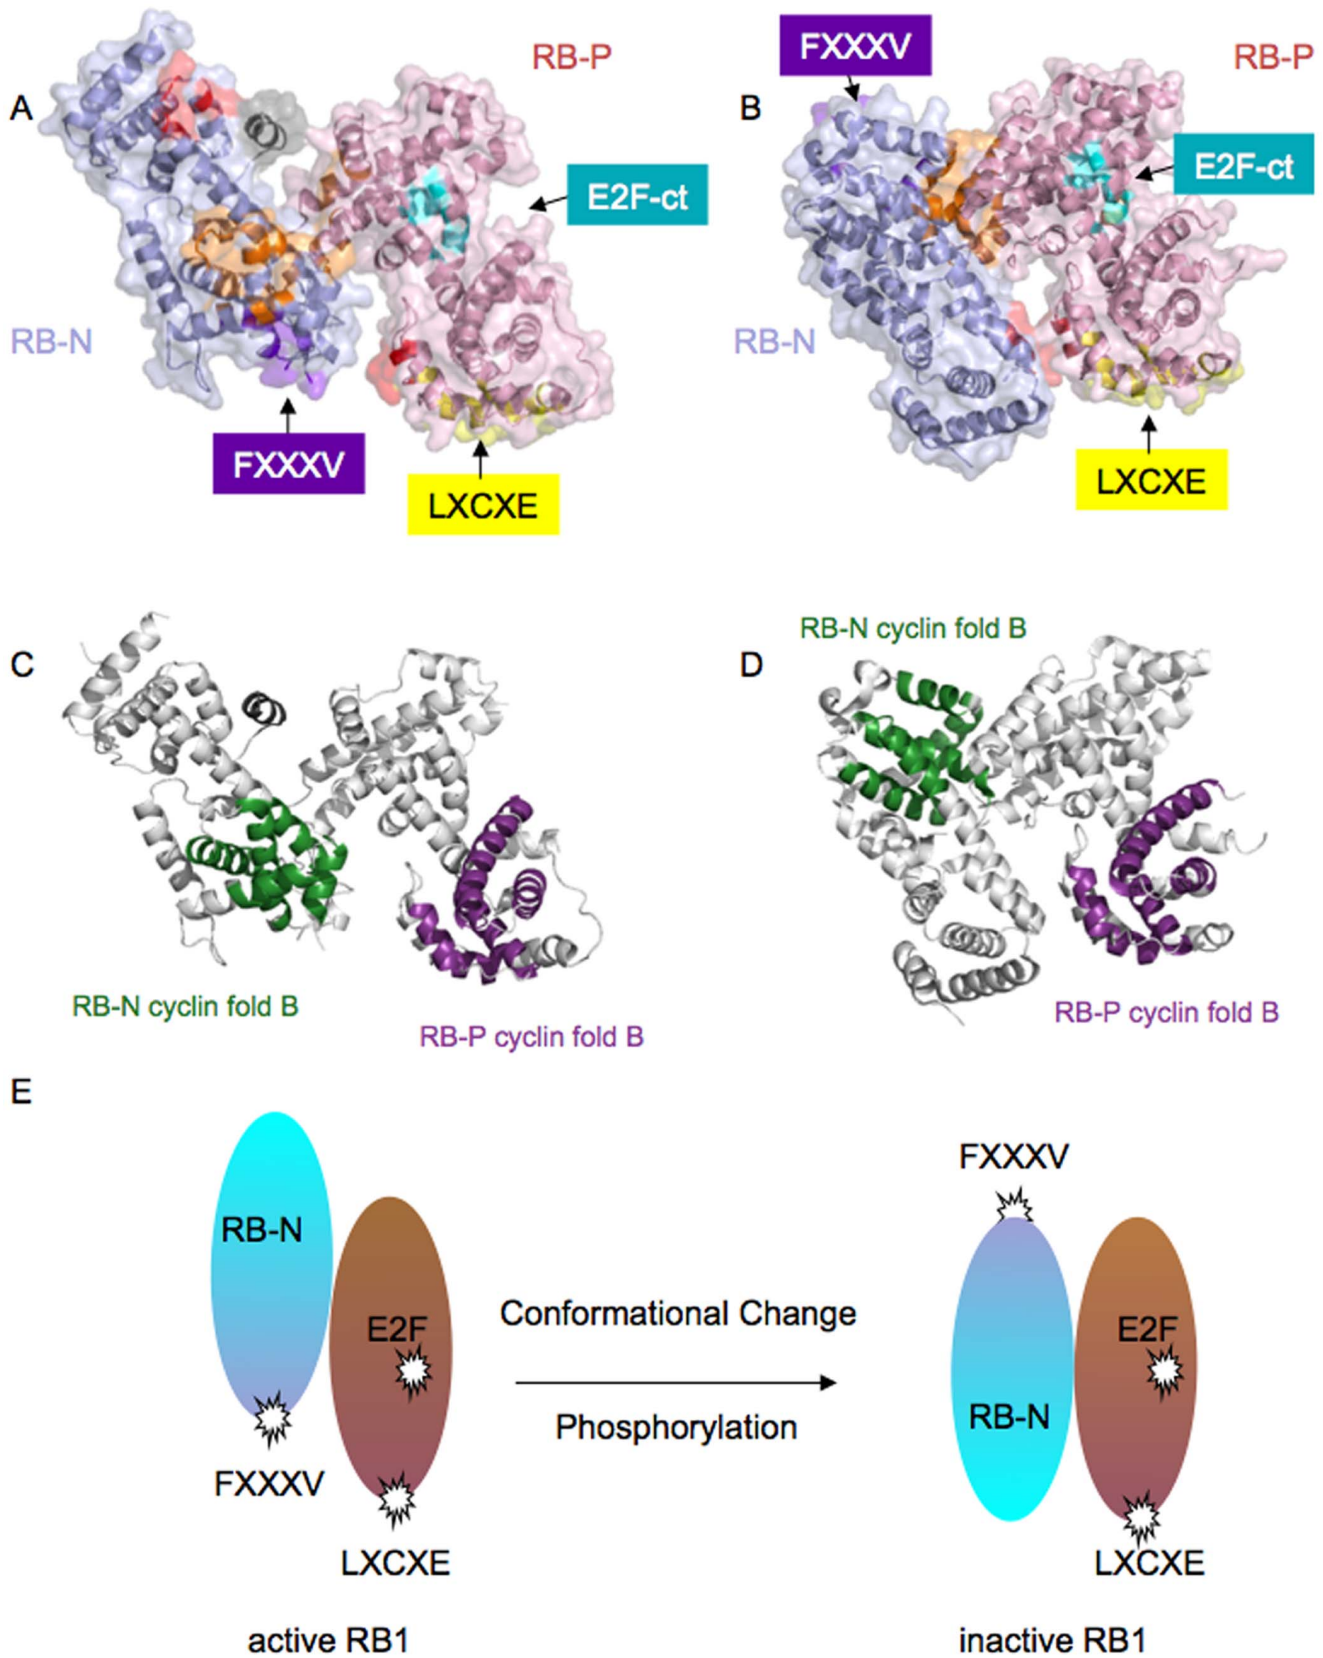 A
RB-P
E2F-ct
RB-N
FXXXV
LXCXE
B
FXXXV
RB-P
E2F-ct
RB-N
LXCXE
C
RB-N cyclin fold B
RB-P cyclin fold B
D
RB-N cyclin fold B
RB-P cyclin fold B
E
RB-N
E2F
FXXXV
LXCXE
active RB1
Conformational Change
Phosphorylation
FXXXV
E2F
RB-N
LXCXE
inactive RB1